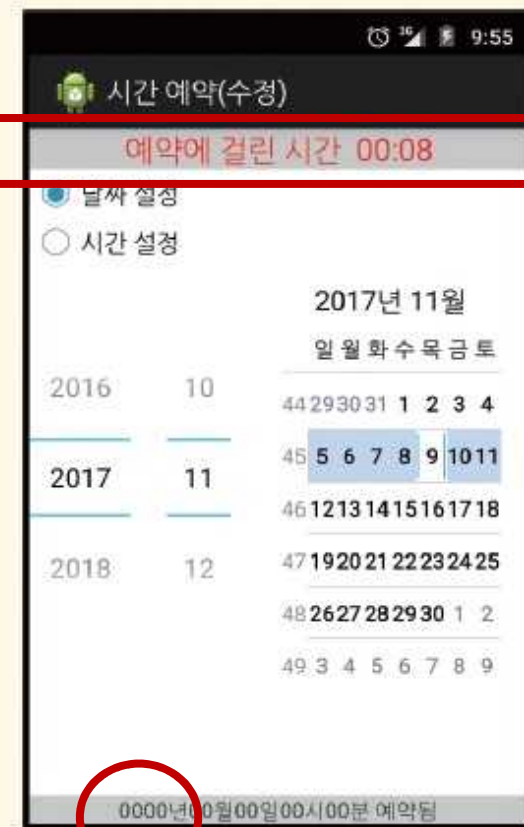 3G 9:55
시간 예약(수정)
예약에 걸린 시간 00:08
날짜 설정
시간 설정
2017년 11월
일 월 화 수 목 금 토
2016 10
44 29 30 31 1 2 3 4
45 5 6 7 8 9 10 11
2017 11
46 12 13 14 15 16 17 18
2018 12
47 19 20 21 22 23 24 25
48 26 27 28 29 30 1 2
49 3 4 5 6 7 8 9
0000년00월00일00시00분 예약됨